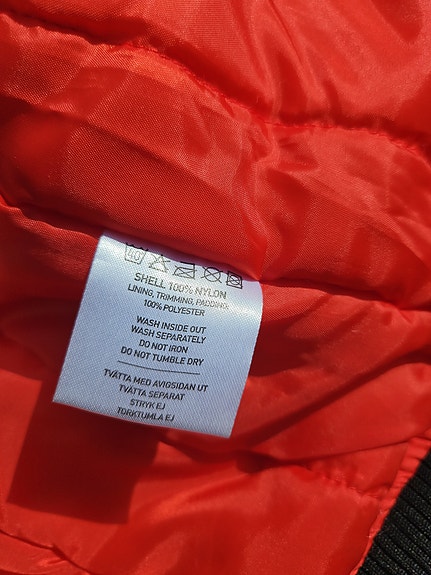 40
SHELL 100% NYLON
LINING, TRIMMING, PADDING:
100% POLYESTER
WASH INSIDE OUT
WASH SEPARATELY
DO NOT IRON
DO NOT TUMBLE DRY
TVÄTTA MED AVIGSIDAN UT
TVÄTTA SEPARAT
STRYK EJ
TORKTUMLA EJ